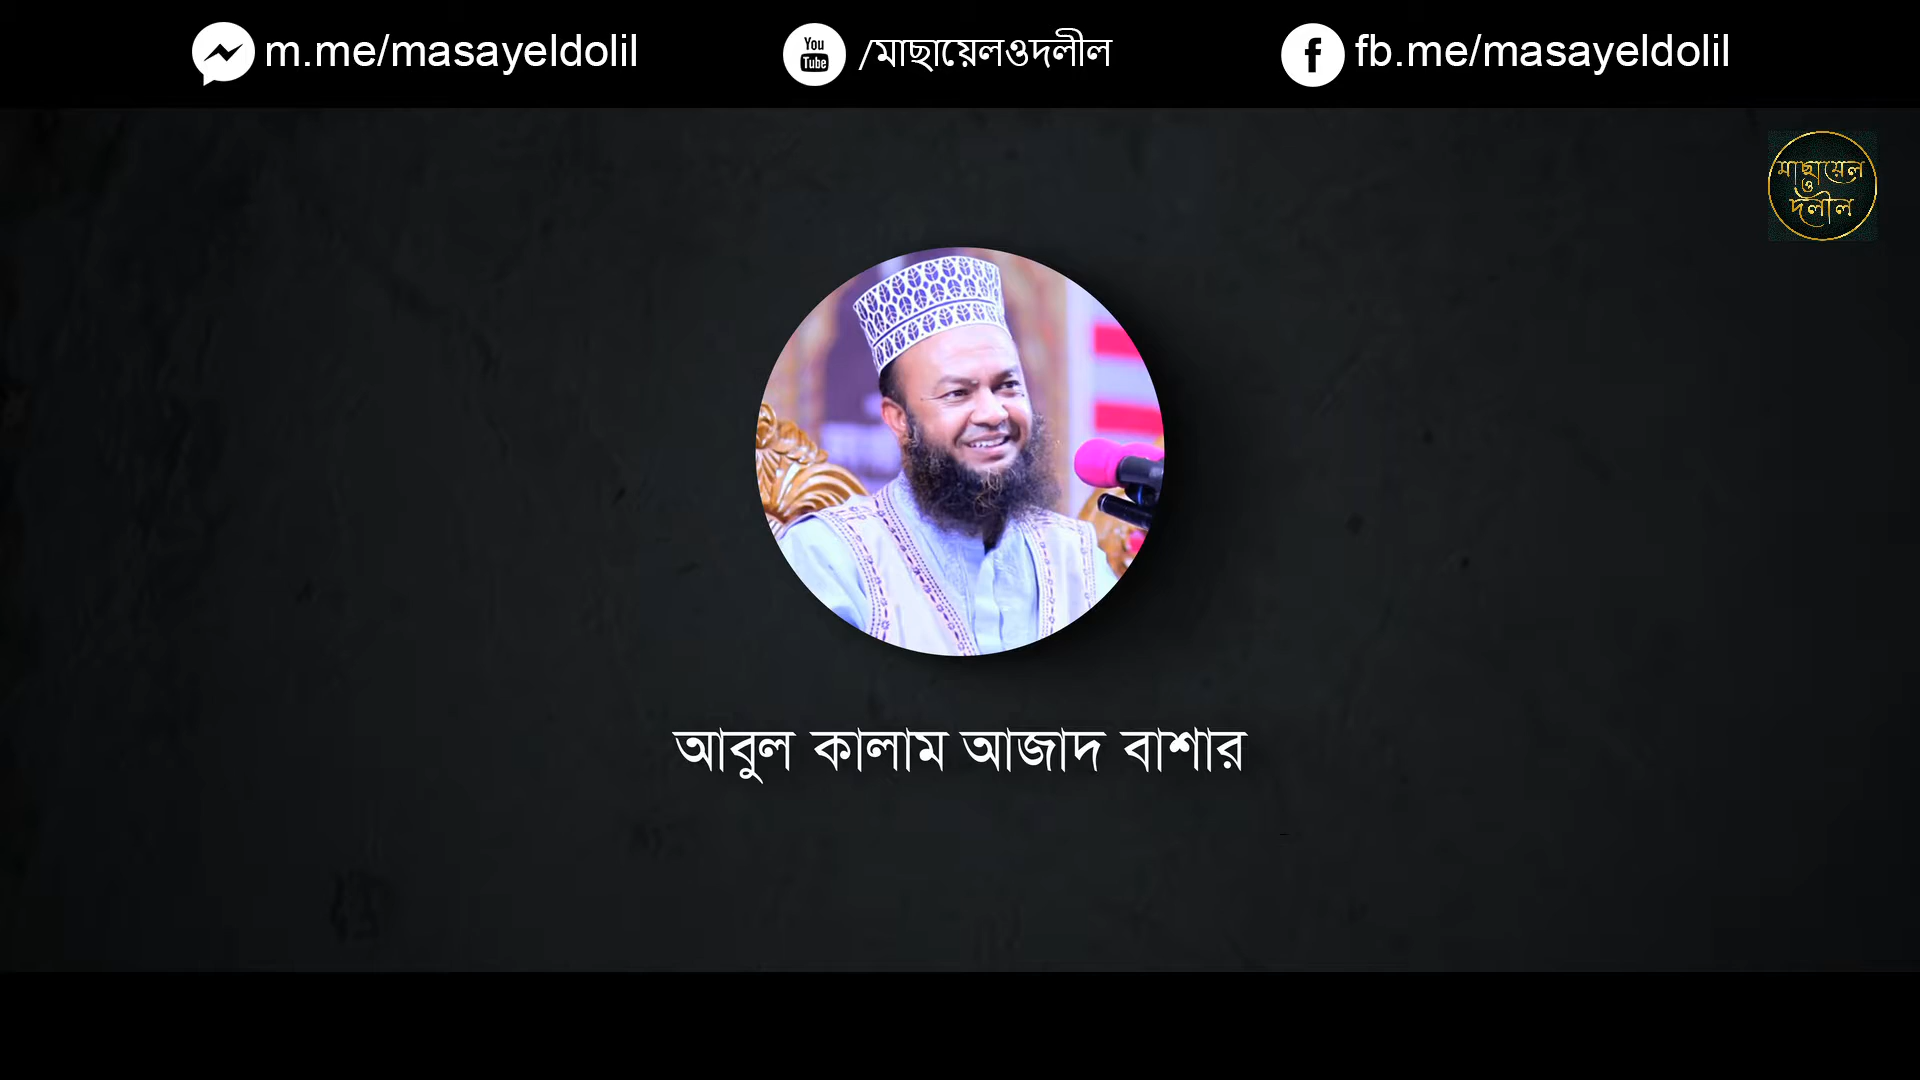 m.me/masayeldolil
You
Tube
/মাছায়েলওদলীল
fb.me/masayeldolil
মাছায়েল
ও
দলীল
আবুল কালাম আজাদ বাশার